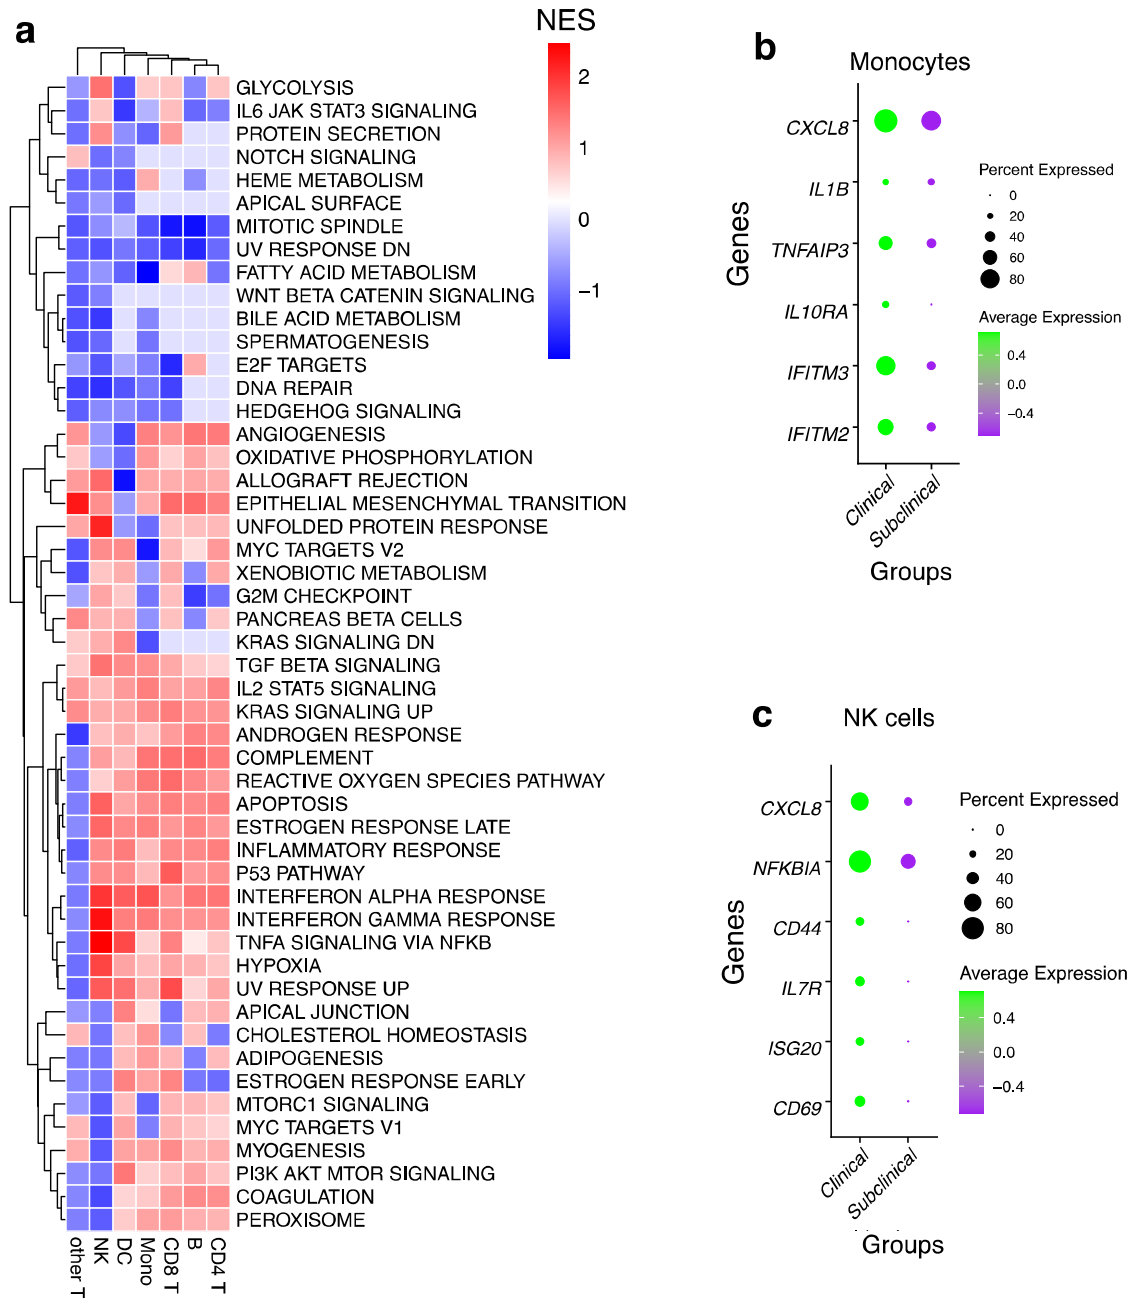 a
NES
2
1
0
−1
GLYCOLYSIS
IL6 JAK STAT3 SIGNALING
PROTEIN SECRETION
NOTCH SIGNALING
HEME METABOLISM
APICAL SURFACE
MITOTIC SPINDLE
UV RESPONSE DN
FATTY ACID METABOLISM
WNT BETA CATENIN SIGNALING
BILE ACID METABOLISM
SPERMATOGENESIS
E2F TARGETS
DNA REPAIR
HEDGEHOG SIGNALING
ANGIOGENESIS
OXIDATIVE PHOSPHORYLATION
ALLOGRAFT REJECTION
EPITHELIAL MESENCHYMAL TRANSITION
UNFOLDED PROTEIN RESPONSE
MYC TARGETS V2
XENOBIOTIC METABOLISM
G2M CHECKPOINT
PANCREAS BETA CELLS
KRAS SIGNALING DN
TGF BETA SIGNALING
IL2 STAT5 SIGNALING
KRAS SIGNALING UP
ANDROGEN RESPONSE
COMPLEMENT
REACTIVE OXYGEN SPECIES PATHWAY
APOPTOSIS
ESTROGEN RESPONSE LATE
INFLAMMATORY RESPONSE
P53 PATHWAY
INTERFERON ALPHA RESPONSE
INTERFERON GAMMA RESPONSE
TNFA SIGNALING VIA NFKB
HYPOXIA
UV RESPONSE UP
APICAL JUNCTION
CHOLESTEROL HOMEOSTASIS
ADIPOGENESIS
ESTROGEN RESPONSE EARLY
MTORC1 SIGNALING
MYC TARGETS V1
MYOGENESIS
PI3K AKT MTOR SIGNALING
COAGULATION
PEROXISOME
other T
NK
DC
Mono
CD8 T
B
CD4 T
b
Monocytes
Genes
CXCL8
IL1B
TNFAIP3
IL10RA
IFITM3
IFITM2
Clinical
Subclinical
Groups
Percent Expressed
0
20
40
60
80
Average Expression
0.4
0.0
−0.4
c
NK cells
Genes
CXCL8
NFKBIA
CD44
IL7R
ISG20
CD69
Clinical
Subclinical
Groups
Percent Expressed
0
20
40
60
80
Average Expression
0.4
0.0
−0.4